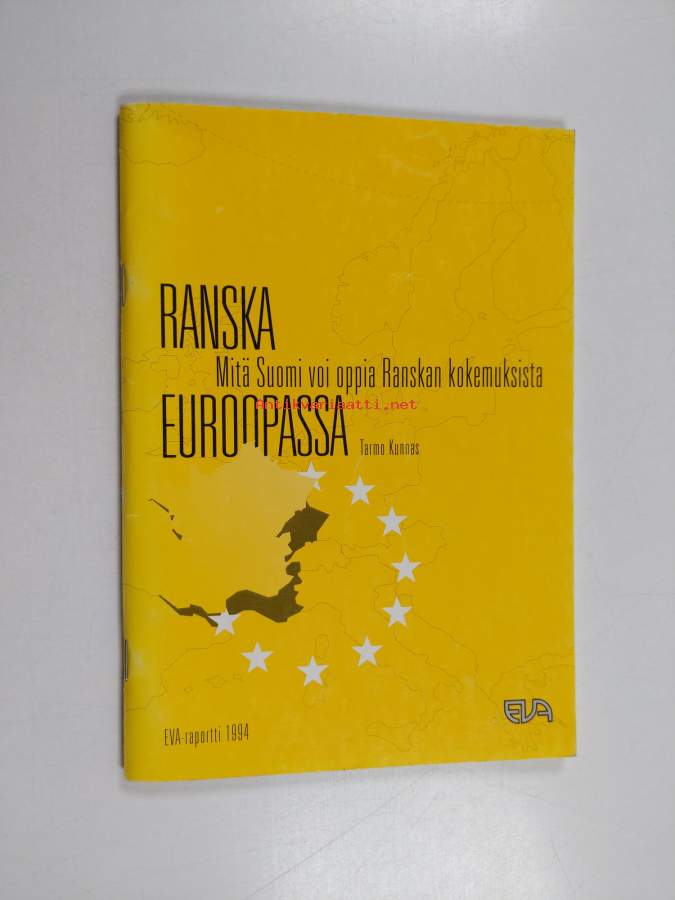 RANSKA
Mitä Suomi voi oppia Ranskan kokemuksista
Antikvariaatti.net
EUROOPASSA
Tarmo Kunnas
EVA
EVA-raportti 1994